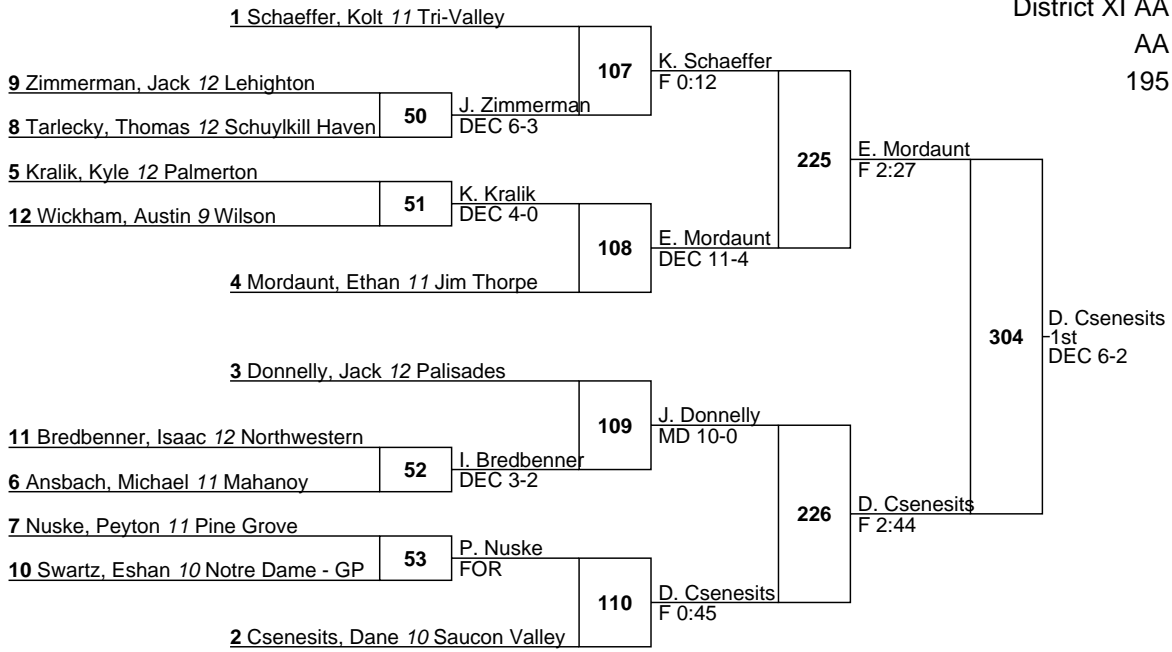 District XI AA
AA
195
1 Schaeffer, Kolt 11 Tri-Valley
107
K. Schaeffer
F 0:12
9 Zimmerman, Jack 12 Lehighton
50
J. Zimmerman
DEC 6-3
8 Tarlecky, Thomas 12 Schuylkill Haven
225
E. Mordaunt
F 2:27
5 Kralik, Kyle 12 Palmerton
51
K. Kralik
DEC 4-0
12 Wickham, Austin 9 Wilson
108
E. Mordaunt
DEC 11-4
4 Mordaunt, Ethan 11 Jim Thorpe
304
D. Csenesits
1st
DEC 6-2
3 Donnelly, Jack 12 Palisades
109
J. Donnelly
MD 10-0
11 Bredbenner, Isaac 12 Northwestern
52
I. Bredbenner
DEC 3-2
6 Ansbach, Michael 11 Mahanoy
226
D. Csenesits
F 2:44
7 Nuske, Peyton 11 Pine Grove
53
P. Nuske
FOR
10 Swartz, Eshan 10 Notre Dame - GP
110
D. Csenesits
F 0:45
2 Csenesits, Dane 10 Saucon Valley